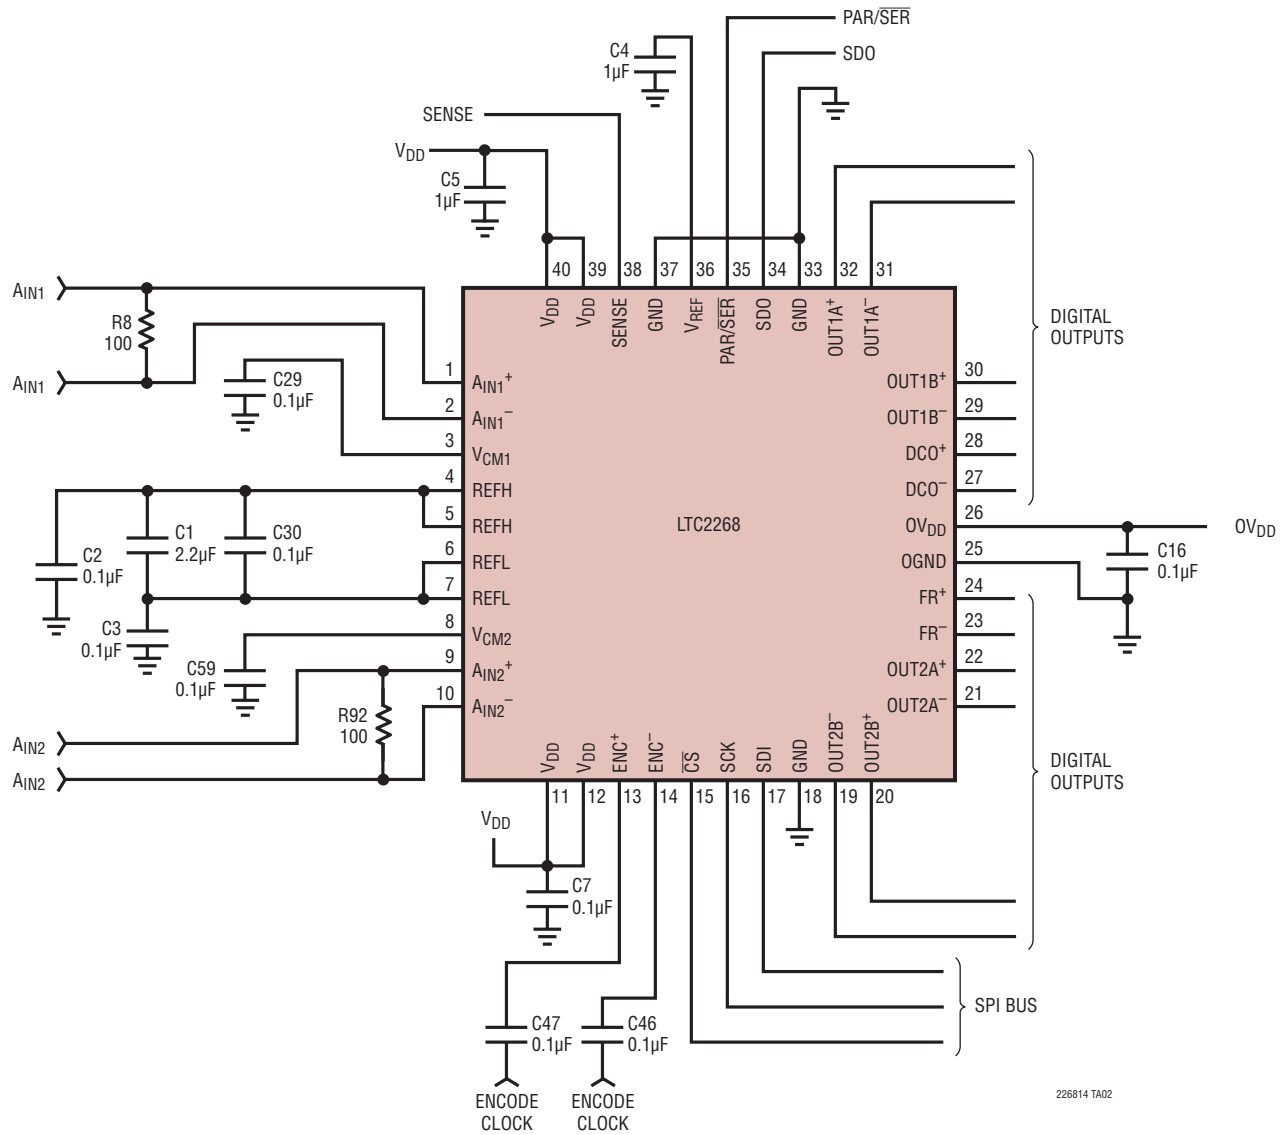 PAR/SER
C4
1µF
SDO
SENSE
VDD
C5
1µF
40 39 38 37 36 35 34 33 32 31
VDD VDD SENSE GND VREF PAR/SER SDO GND OUT1A+ OUT1A−
AIN1
R8
100
AIN1
C29
0.1µF
DIGITAL
OUTPUTS
1 AIN1+
2 AIN1−
3 VCM1
4 REFH
5 REFH
6 REFL
7 REFL
8 VCM2
9 AIN2+
10 AIN2−
LTC2268
OUT1B+ 30
OUT1B− 29
DCO+ 28
DCO− 27
OVDD 26
OGND 25
FR+ 24
FR− 23
OUT2A+ 22
OUT2A− 21
OVDD
C16
0.1µF
C2
0.1µF
C1
2.2µF
C30
0.1µF
C3
0.1µF
C59
0.1µF
R92
100
AIN2
AIN2
VDD VDD ENC+ ENC− CS SCK SDI GND OUT2B− OUT2B+
11 12 13 14 15 16 17 18 19 20
DIGITAL
OUTPUTS
VDD
C7
0.1µF
C47
0.1µF
C46
0.1µF
SPI BUS
ENCODE
CLOCK
ENCODE
CLOCK
226814 TA02